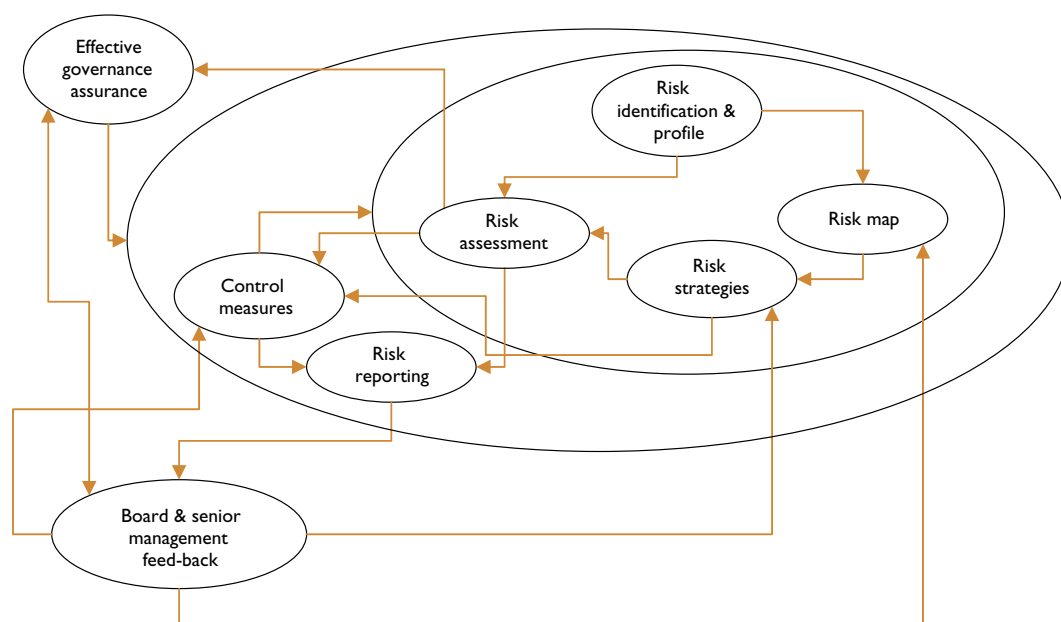 Effective
governance
assurance
Risk
identification &
profile
Risk map
Risk
assessment
Risk
strategies
Control
measures
Risk
reporting
Board & senior
management
feed-back